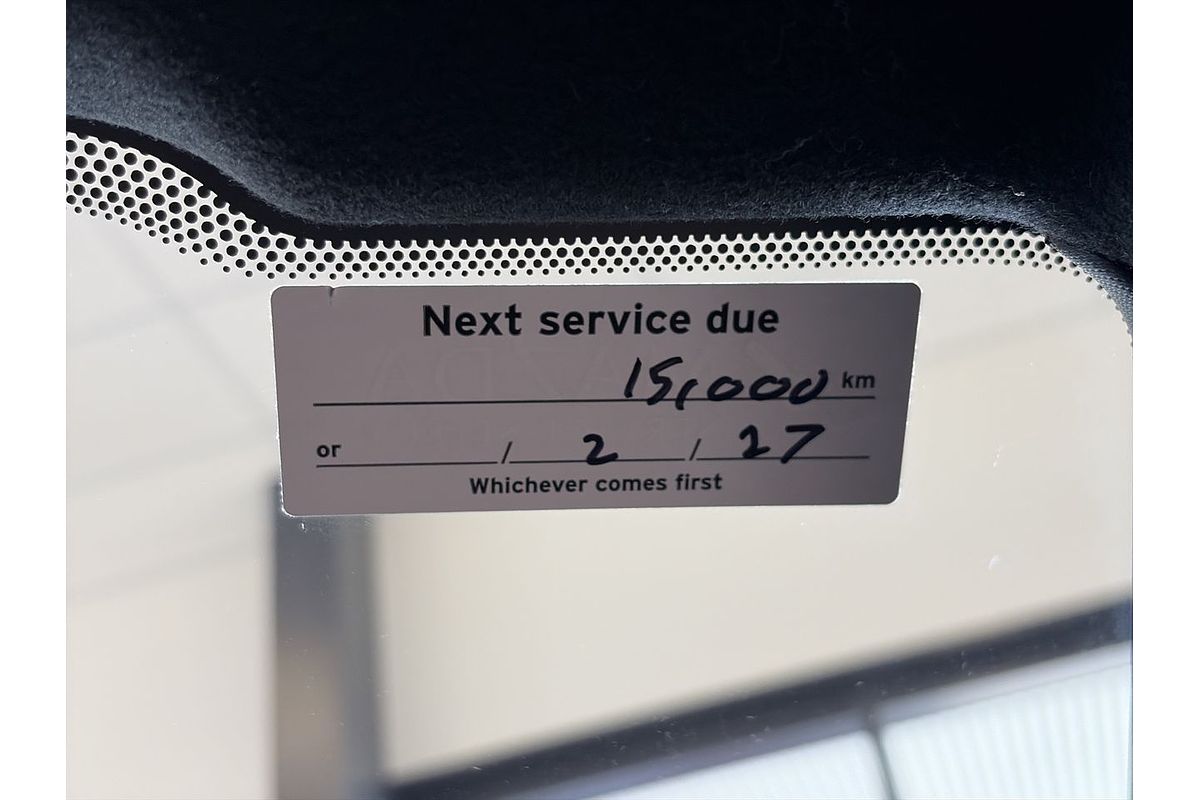 Next service due
15,000 km
or / 2 / 27
Whichever comes first